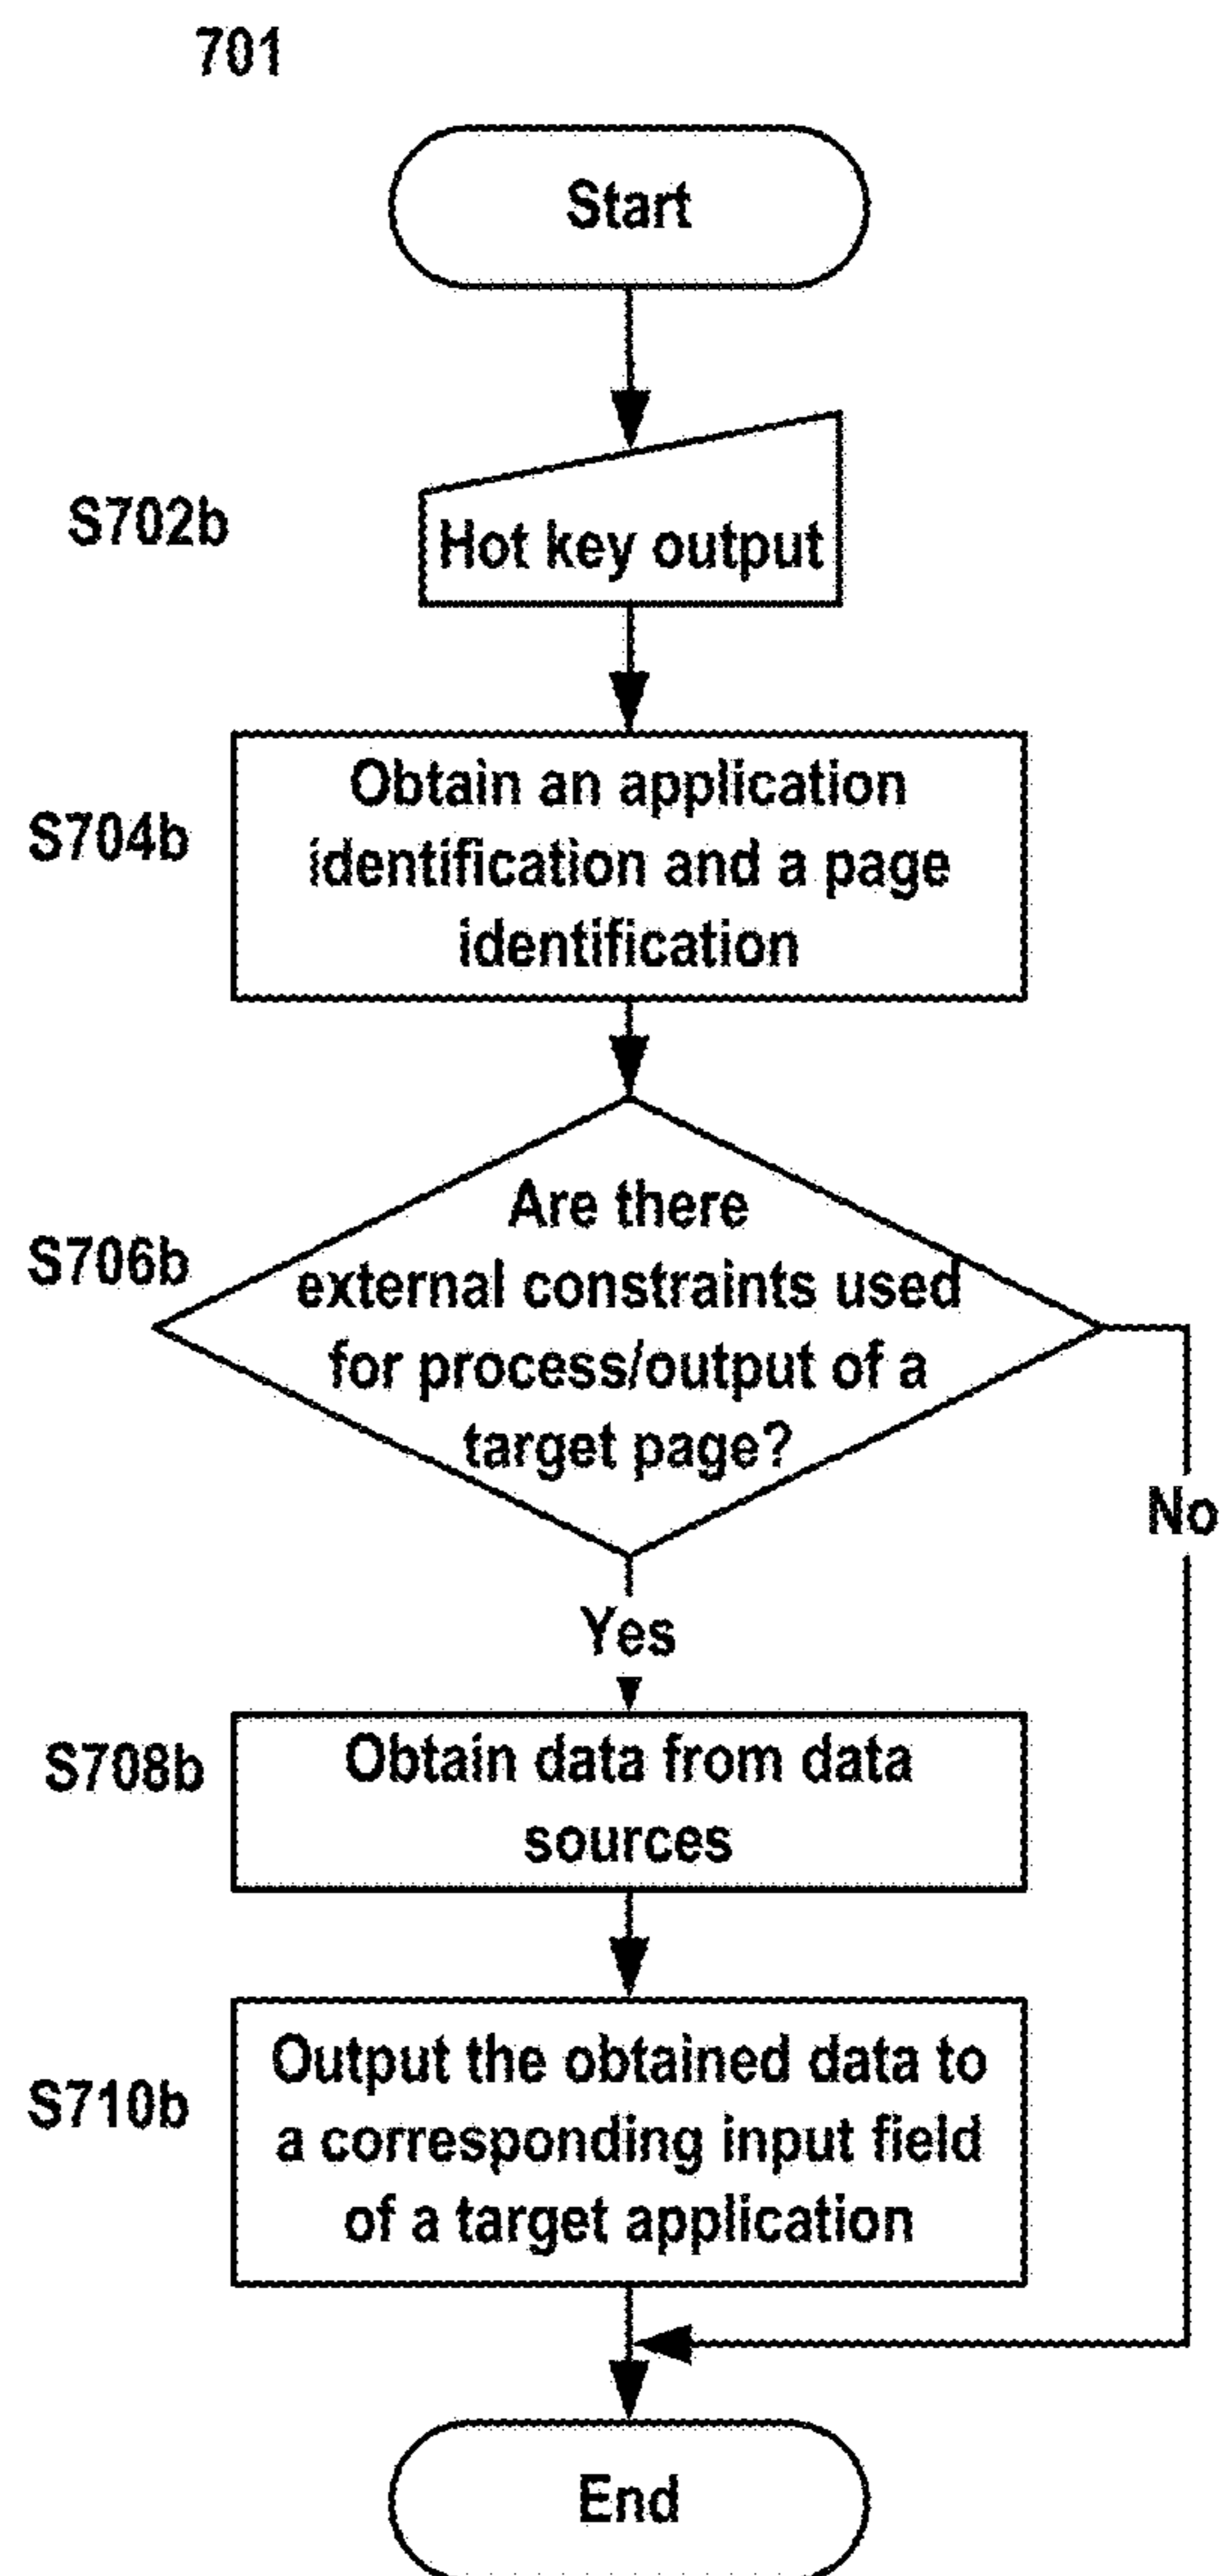 701
Start
S702b
Hot key output
S704b
Obtain an application
identification and a page
identification
S706b
Are there
external constraints used
for process/output of a
target page?
No
Yes
S708b
Obtain data from data
sources
S710b
Output the obtained data to
a corresponding input field
of a target application
End